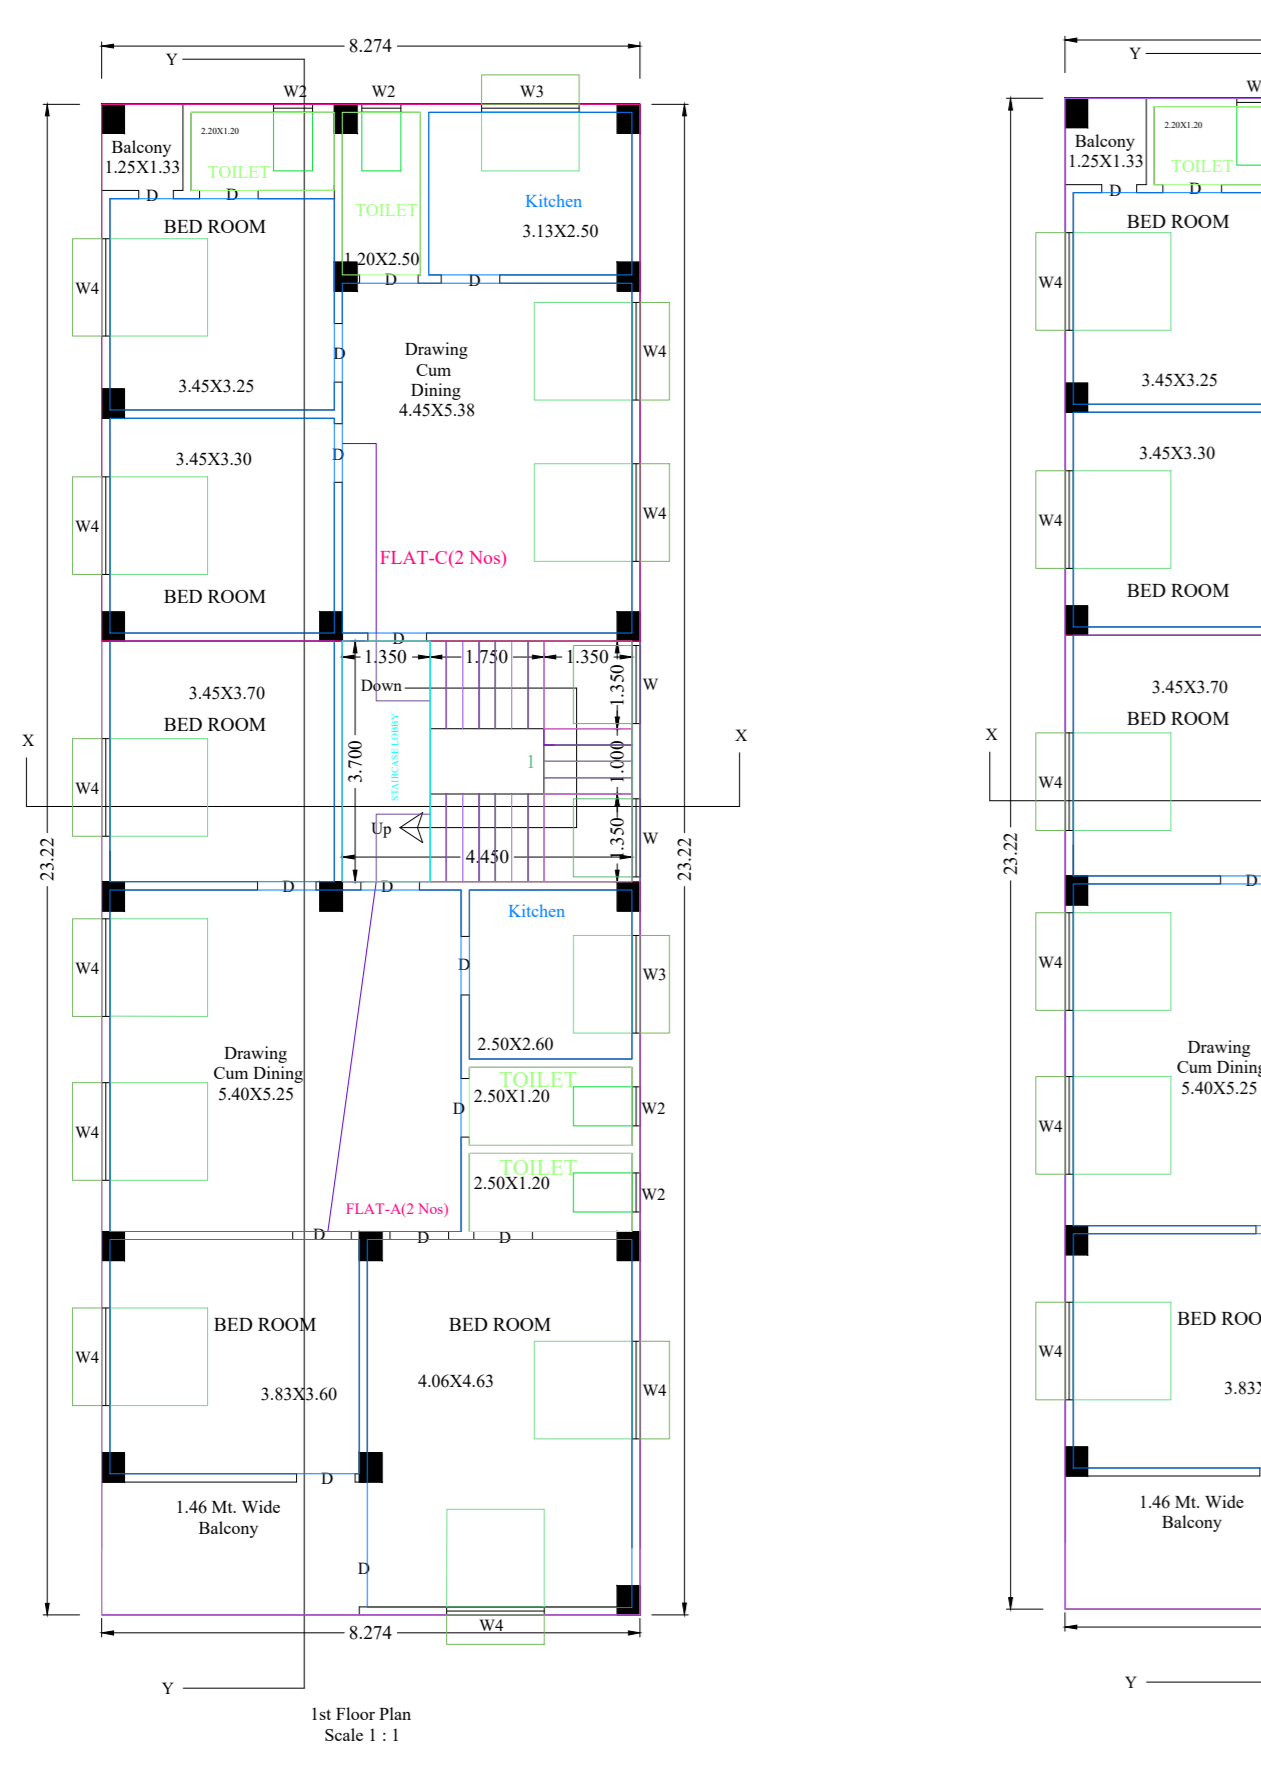 8.274
Y
W2
W2
W3
2.20X1.20
Balcony
1.25X1.33
TOILET
D
D
TOILET
Kitchen
3.13X2.50
BED ROOM
1.20X2.50
D
D
W4
3.45X3.25
D
Drawing
Cum
Dining
4.45X5.38
W4
3.45X3.30
D
W4
W4
FLAT-C(2 Nos)
BED ROOM
D
1.350
1.750
1.350
3.45X3.70
Down
1.350
W
BED ROOM
STAIRCASE LOBBY
X
X
3.700
1
1.000
W4
Up
1.350
W
4.450
23.22
23.22
D
D
Kitchen
W4
D
W3
2.50X2.60
Drawing
Cum Dining
5.40X5.25
TOILET
2.50X1.20
D
W2
W4
TOILET
2.50X1.20
W2
FLAT-A(2 Nos)
D
D
D
BED ROOM
BED ROOM
W4
3.83X3.60
4.06X4.63
W4
D
1.46 Mt. Wide
Balcony
D
W4
8.274
Y
1st Floor Plan
Scale 1 : 1
Y
W
2.20X1.20
Balcony
1.25X1.33
TOILET
D
D
BED ROOM
W4
3.45X3.25
3.45X3.30
W4
BED ROOM
3.45X3.70
BED ROOM
X
W4
23.22
D
W4
Drawing
Cum Dining
5.40X5.25
W4
BED ROO
W4
3.83
1.46 Mt. Wide
Balcony
Y